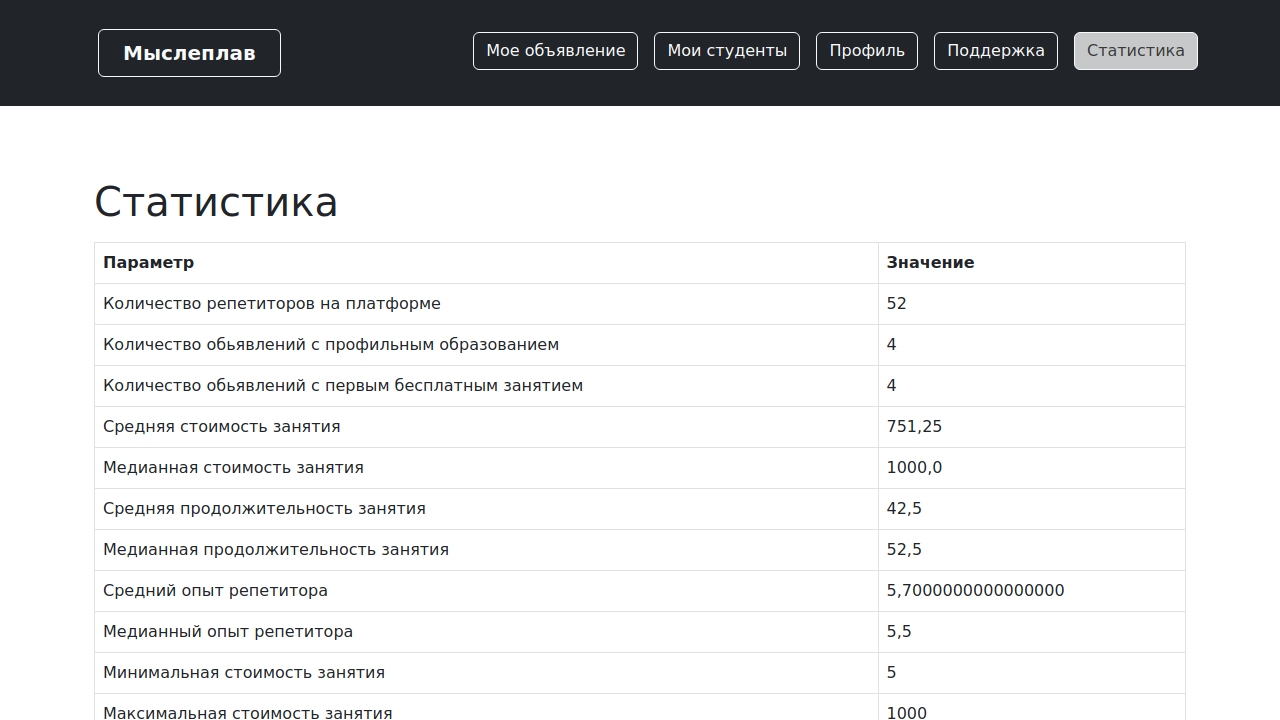 Мыслеплав
Мое объявление Мои студенты Профиль Поддержка Статистика
Статистика
Параметр Значение
Количество репетиторов на платформе 52
Количество обьявлений с профильным образованием 4
Количество обьявлений с первым бесплатным занятием 4
Средняя стоимость занятия 751,25
Медианная стоимость занятия 1000,0
Средняя продолжительность занятия 42,5
Медианная продолжительность занятия 52,5
Средний опыт репетитора 5,7000000000000000
Медианный опыт репетитора 5,5
Минимальная стоимость занятия 5
Максимальная стоимость занятия 1000